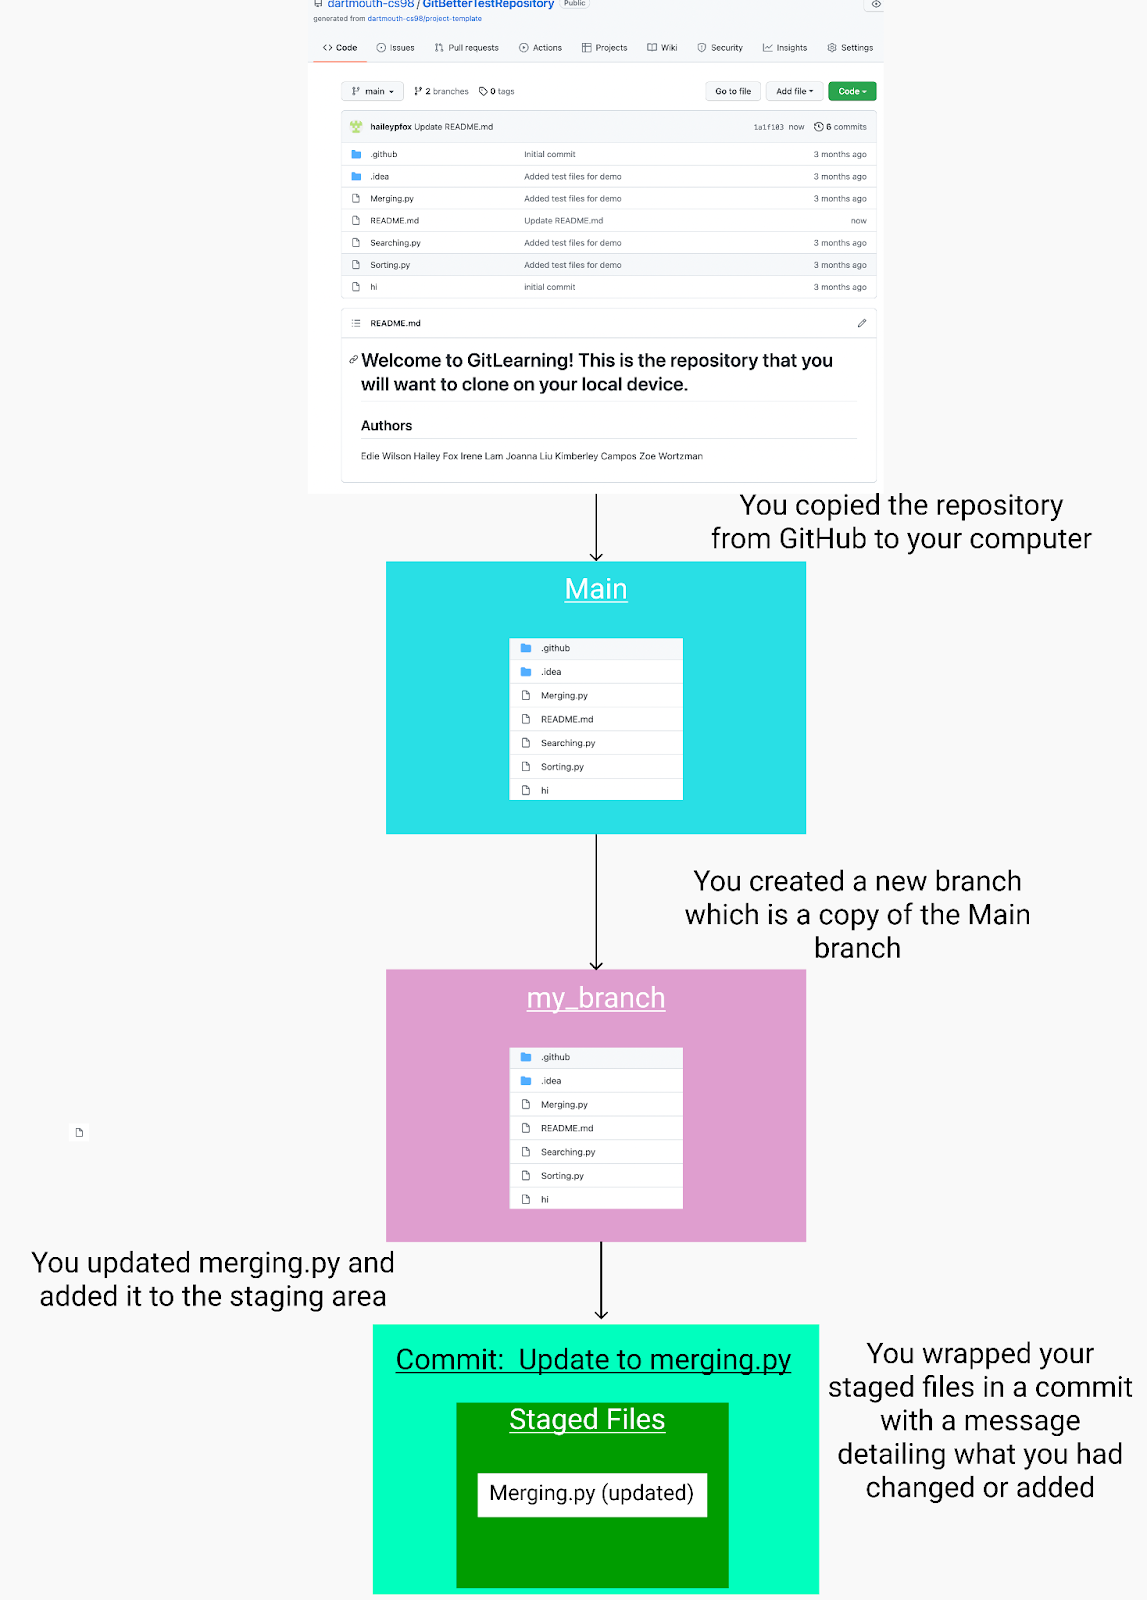 dartmouth-cs98 / GitBetterTestRepository Public
generated from dartmouth-cs98/project-template
Code Issues Pull requests Actions Projects Wiki Security Insights Settings
main 2 branches 0 tags Go to file Add file Code
haileypfox Update README.md 1a1f103 now 6 commits
.github Initial commit 3 months ago
.idea Added test files for demo 3 months ago
Merging.py Added test files for demo 3 months ago
README.md Update README.md now
Searching.py Added test files for demo 3 months ago
Sorting.py Added test files for demo 3 months ago
hi initial commit 3 months ago
README.md
Welcome to GitLearning! This is the repository that you
will want to clone on your local device.
Authors
Edie Wilson Hailey Fox Irene Lam Joanna Liu Kimberley Campos Zoe Wortzman
You copied the repository
from GitHub to your computer
Main
.github
.idea
Merging.py
README.md
Searching.py
Sorting.py
hi
You created a new branch
which is a copy of the Main
branch
my_branch
.github
.idea
Merging.py
README.md
Searching.py
Sorting.py
hi
You updated merging.py and
added it to the staging area
Commit: Update to merging.py
Staged Files
Merging.py (updated)
You wrapped your
staged files in a commit
with a message
detailing what you had
changed or added